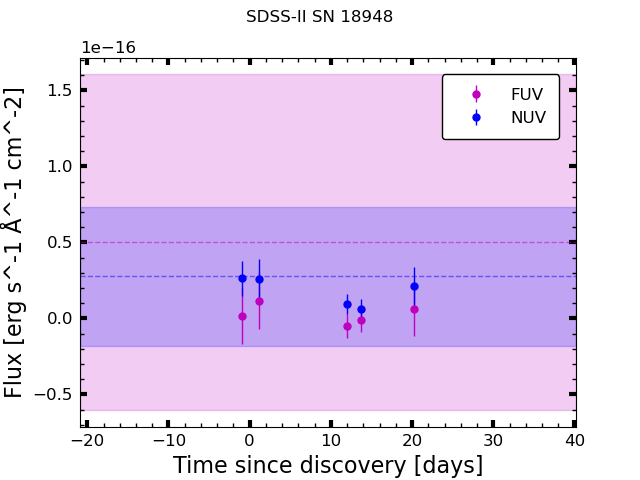 SDSS-II SN 18948
1e−16
FUV
NUV
1.5
1.0
0.5
0.0
−0.5
Flux [erg s^-1 Å^-1 cm^-2]
−20
−10
0
10
20
30
40
Time since discovery [days]